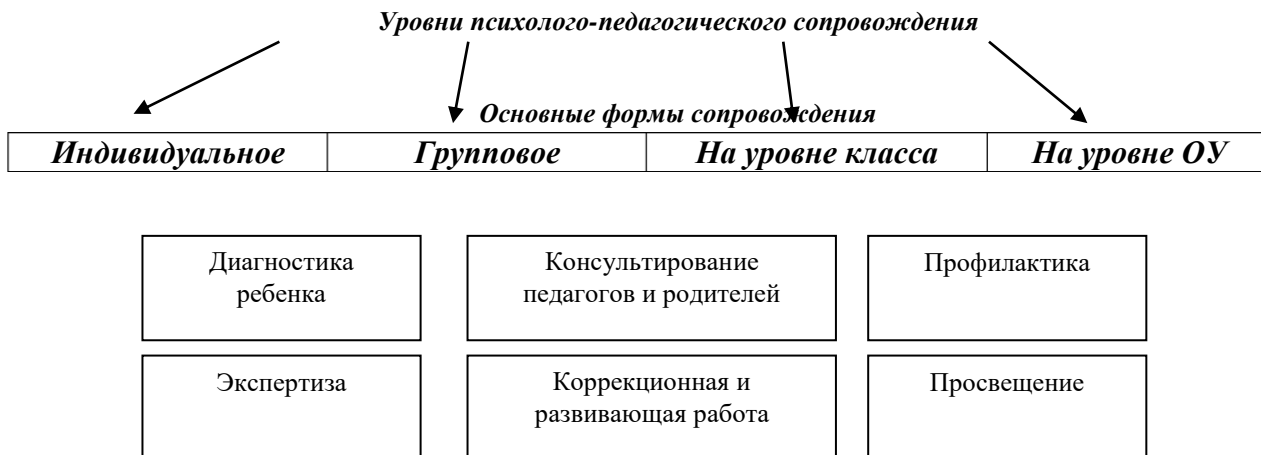 Уровни психолого-педагогического сопровождения
Основные формы сопровождения
Индивидуальное
Групповое
На уровне класса
На уровне ОУ
Диагностика
ребенка
Консультирование
педагогов и родителей
Профилактика
Экспертиза
Коррекционная и
развивающая работа
Просвещение